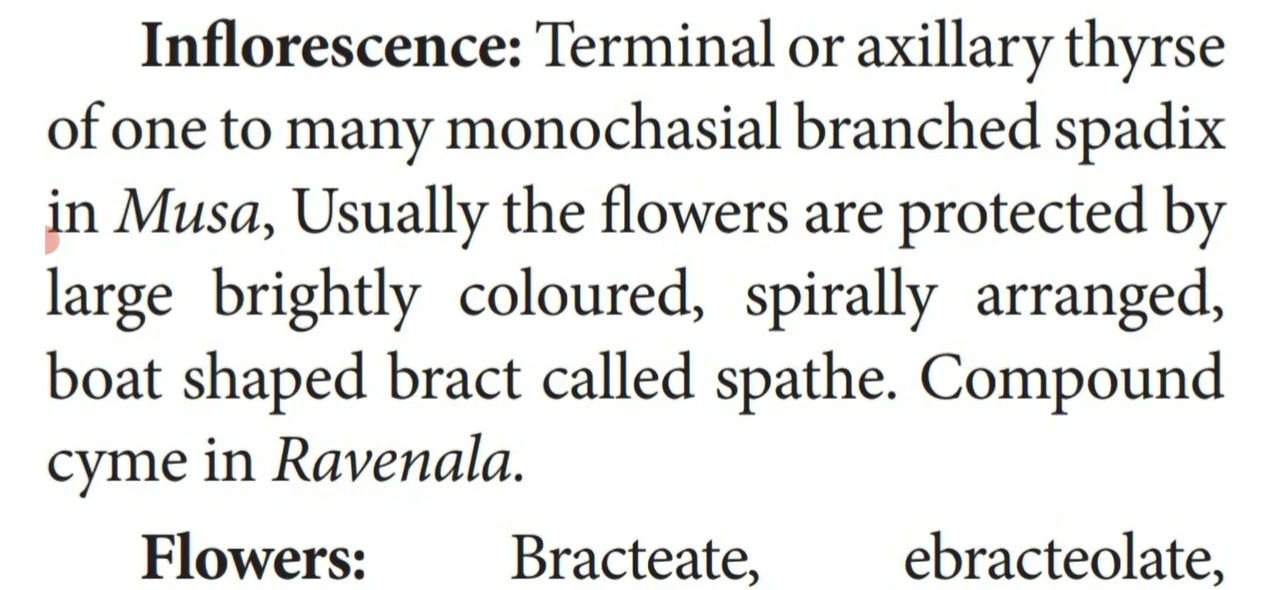 Inflorescence: Terminal or axillary thyrse
of one to many monochasial branched spadix
in Musa, Usually the flowers are protected by
large brightly coloured, spirally arranged,
boat shaped bract called spathe. Compound
cyme in Ravenala.
Flowers: Bracteate, ebracteolate,